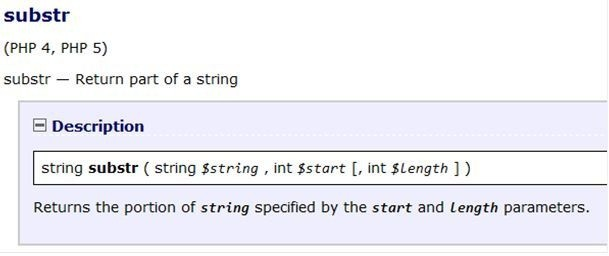 substr
(PHP 4, PHP 5)
substr — Return part of a string
Description
string substr ( string $string , int $start [, int $length ] )
Returns the portion of string specified by the start and length parameters.